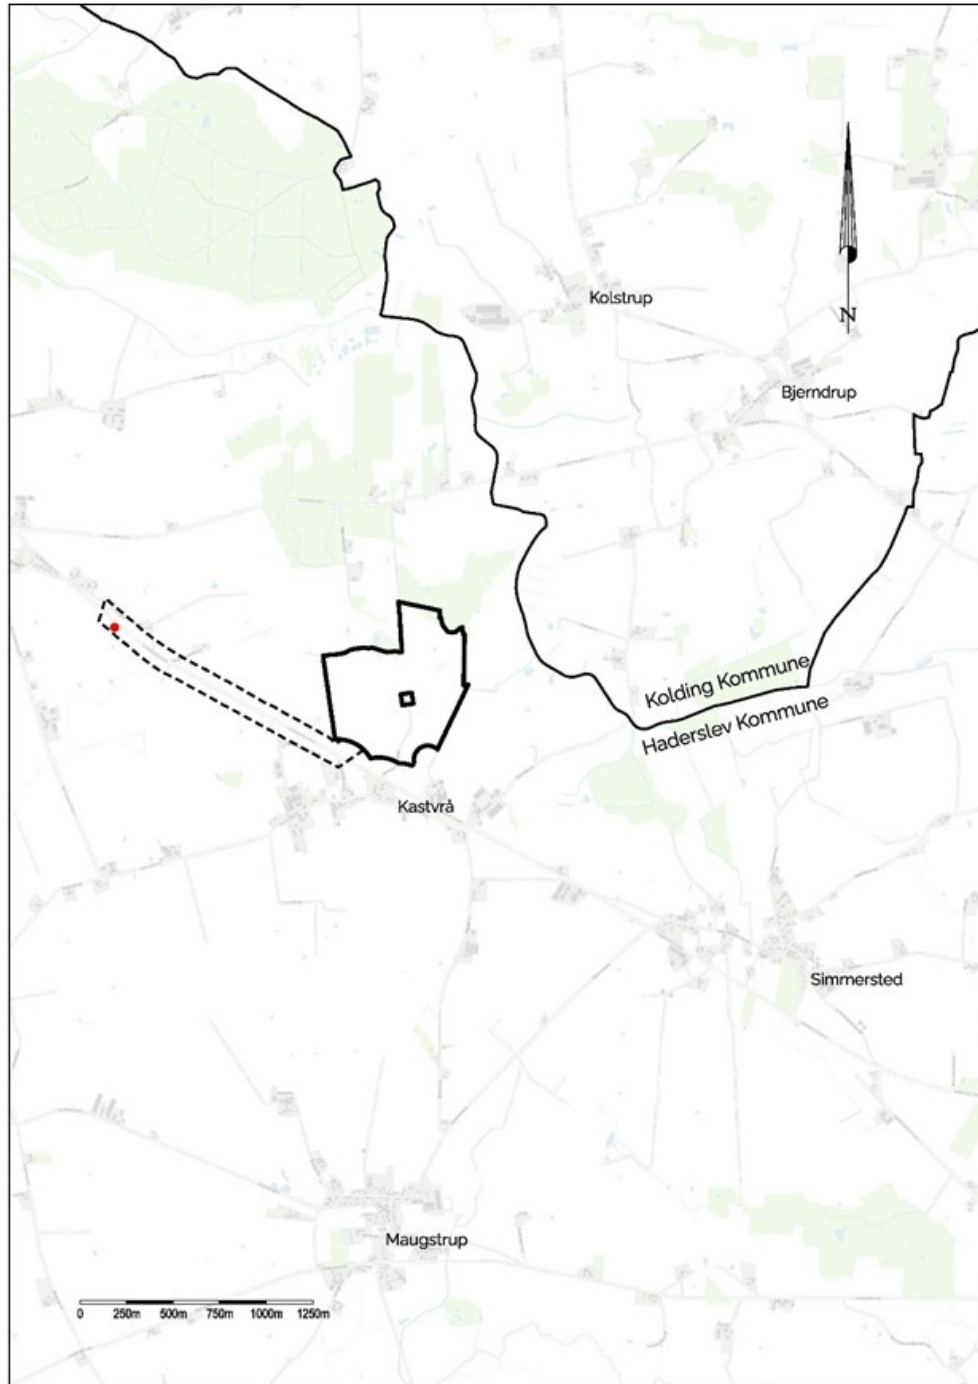 Kolstrup
N
Bjerndrup
Kolding Kommune
Haderslev Kommune
Kastvrå
Simmersted
Maugstrup
0 250m 500m 750m 1000m 1250m